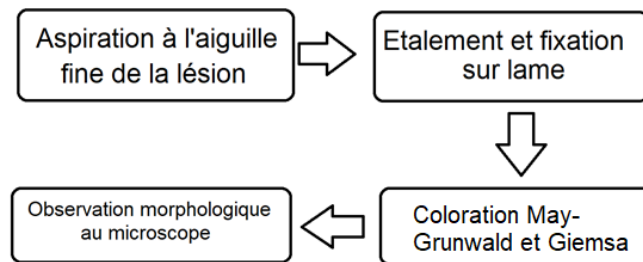 Aspiration à l'aiguille
fine de la lésion
Etalement et fixation
sur lame
Coloration May-
Grunwald et Giemsa
Observation morphologique
au microscope